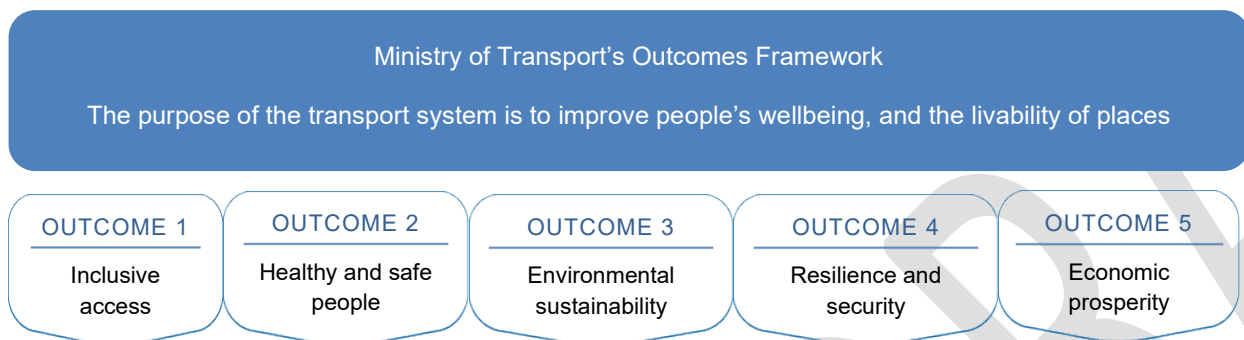 Ministry of Transport’s Outcomes Framework
The purpose of the transport system is to improve people’s wellbeing, and the livability of places
OUTCOME 1
Inclusive
access
OUTCOME 2
Healthy and safe
people
OUTCOME 3
Environmental
sustainability
OUTCOME 4
Resilience and
security
OUTCOME 5
Economic
prosperity